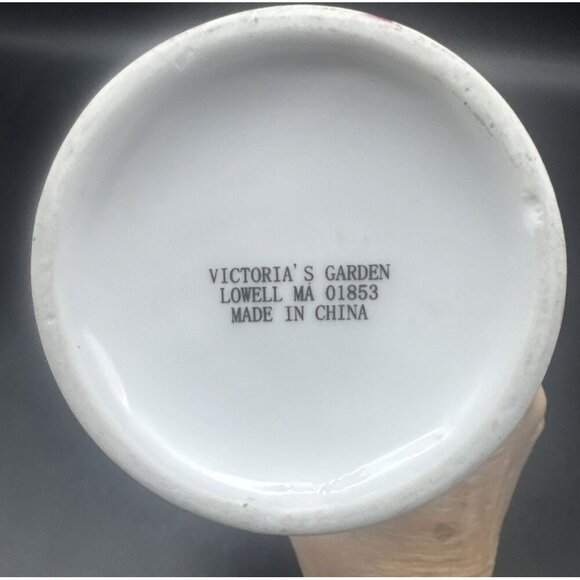 VICTORIA'S GARDEN
LOWELL MA 01853
MADE IN CHINA